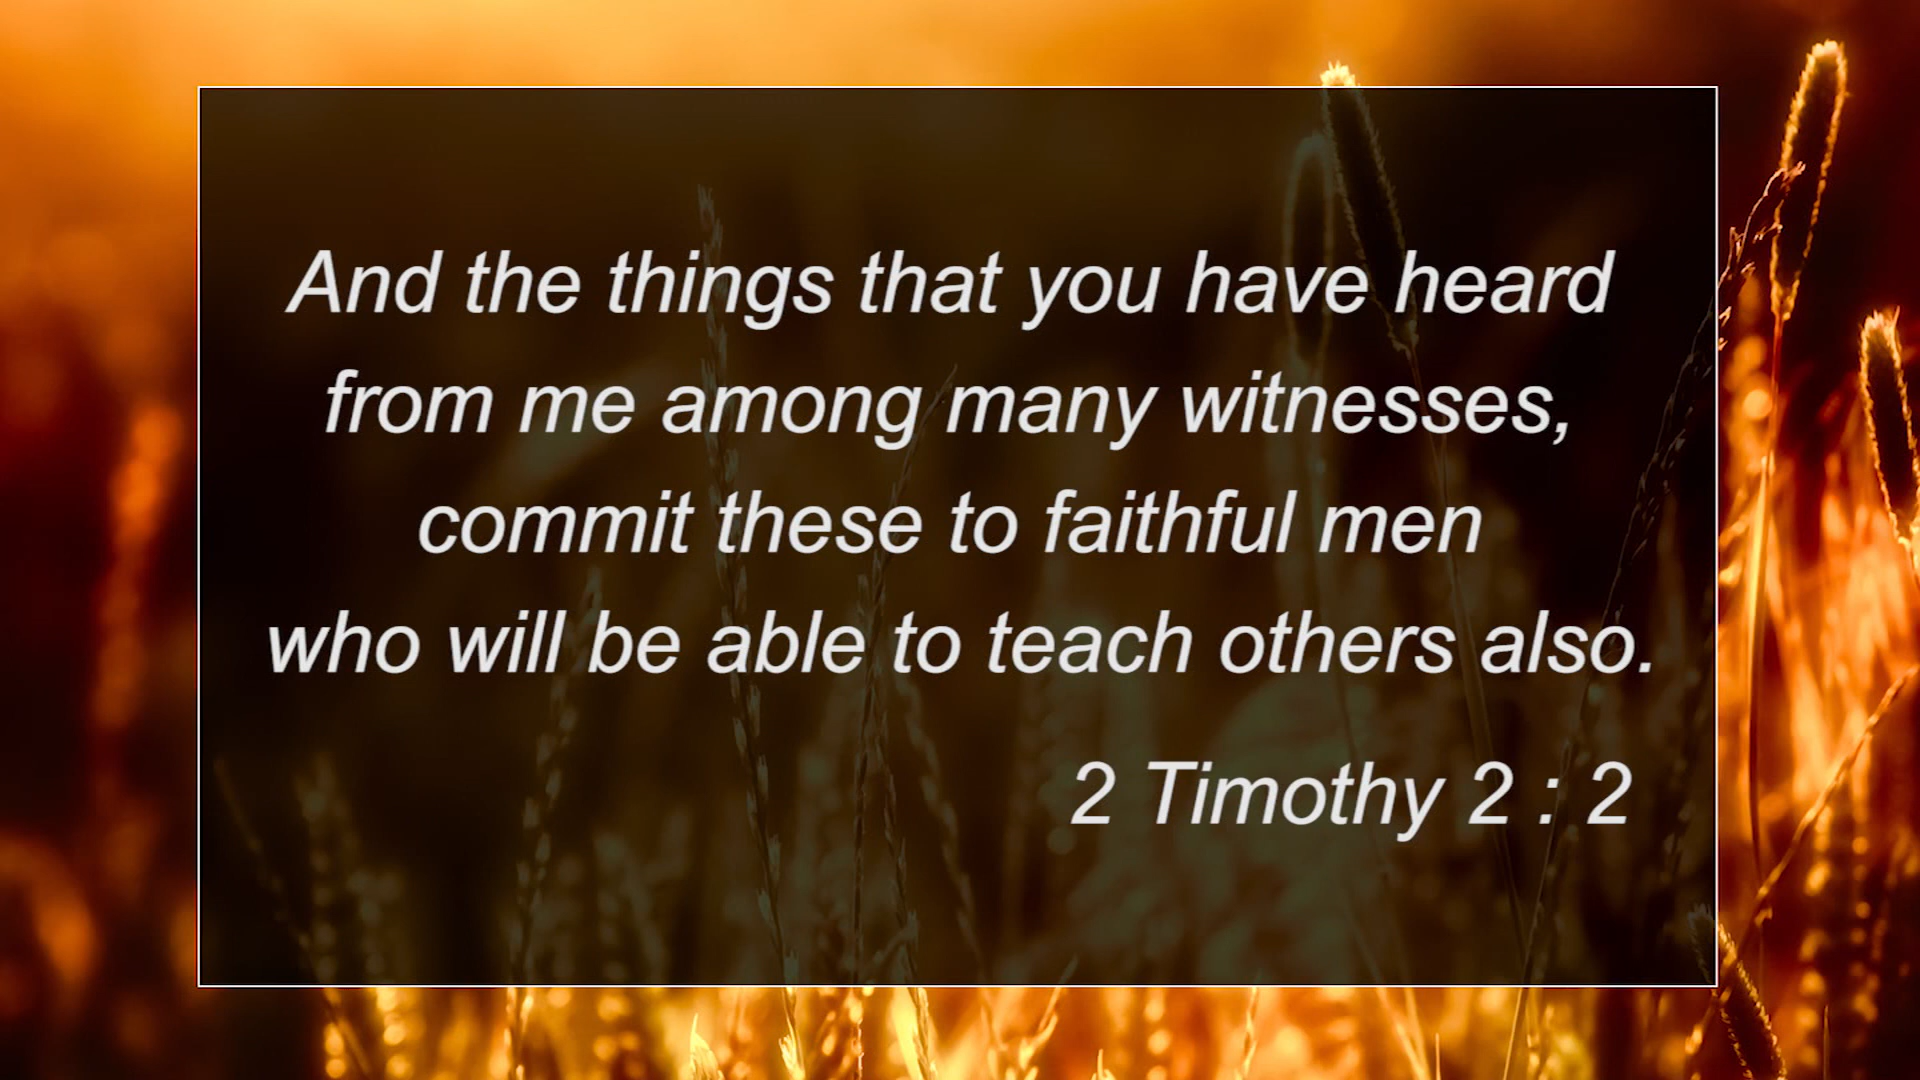 And the things that you have heard
from me among many witnesses,
commit these to faithful men
who will be able to teach others also.
2 Timothy 2 : 2